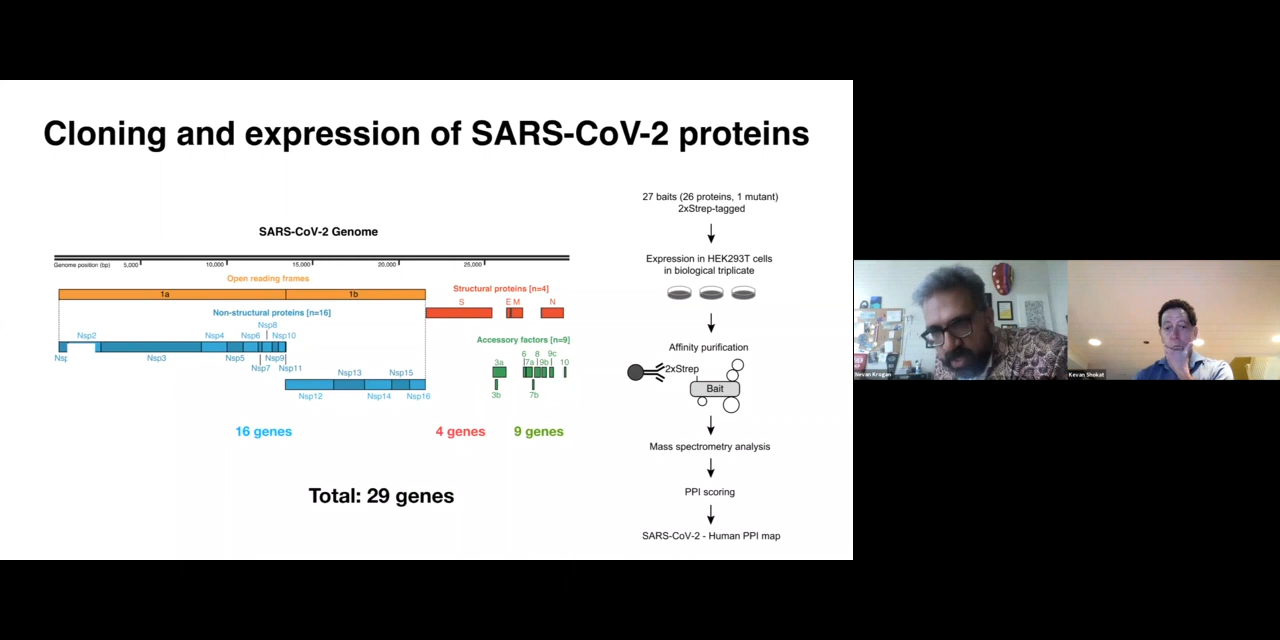 Cloning and expression of SARS-CoV-2 proteins
SARS-CoV-2 Genome
Genome position (bp) 5,000 10,000 15,000 20,000 25,000
Open reading frames
1a 1b
Non-structural proteins [n=16]
Nsp8
Nsp2 Nsp4 Nsp6 Nsp10
Nsp Nsp3 Nsp5 Nsp9
Nsp7 Nsp11
Nsp13 Nsp15
Nsp12 Nsp14 Nsp16
Structural proteins [n=4]
S E M N
Accessory factors [n=9]
6 8 9c
3a 7a 9b 10
3b 7b
16 genes 4 genes 9 genes
Total: 29 genes
27 baits (26 proteins, 1 mutant)
2xStrep-tagged
Expression in HEK293T cells
in biological triplicate
Affinity purification
2xStrep
Bait
Mass spectrometry analysis
PPI scoring
SARS-CoV-2 - Human PPI map
Nevan Krogan
Kevan Shokat